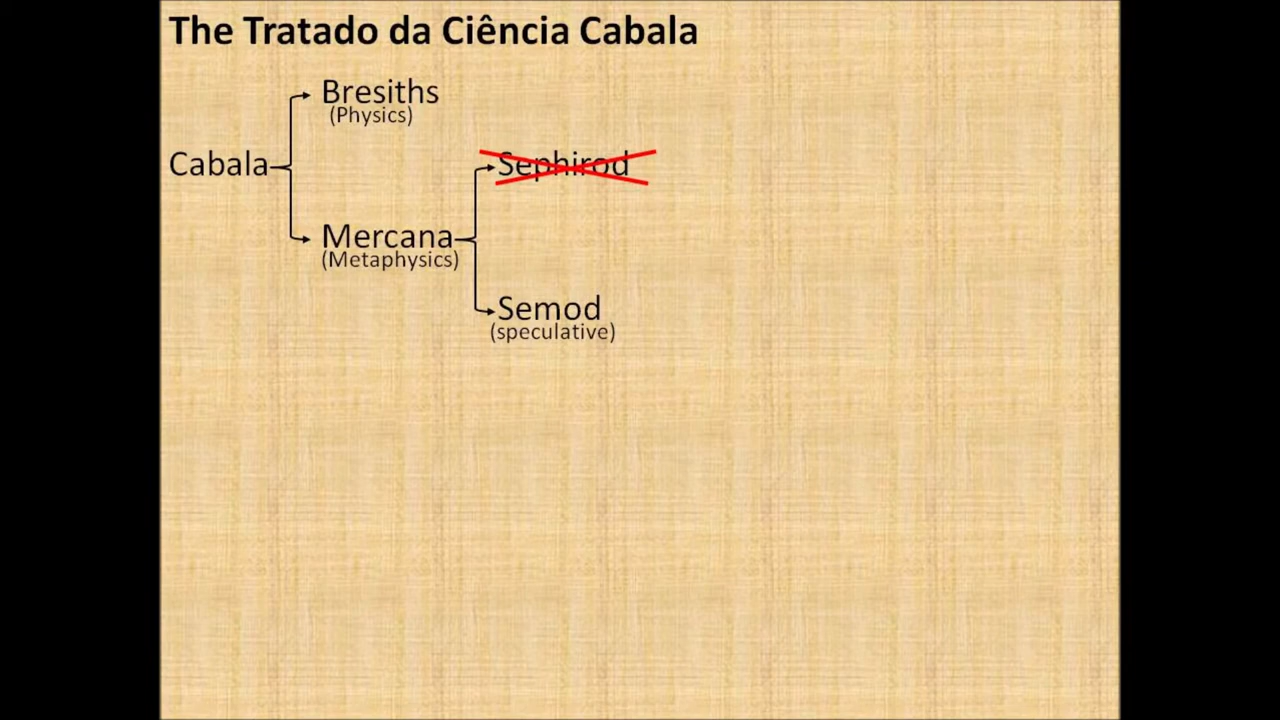 The Tratado da Ciência Cabala
Bresiths
(Physics)
Cabala
Sephirod
Mercana
(Metaphysics)
Semod
(speculative)